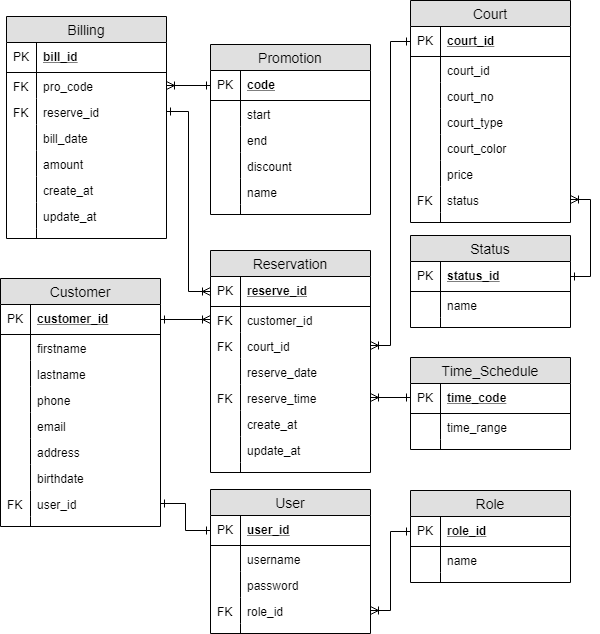 Billing
PK bill_id
FK pro_code
FK reserve_id
bill_date
amount
create_at
update_at
Promotion
PK code
start
end
discount
name
Court
PK court_id
court_id
court_no
court_type
court_color
price
FK status
Status
PK status_id
name
Reservation
PK reserve_id
FK customer_id
FK court_id
reserve_date
FK reserve_time
create_at
update_at
Customer
PK customer_id
firstname
lastname
phone
email
address
birthdate
FK user_id
Time_Schedule
PK time_code
time_range
User
PK user_id
username
password
FK role_id
Role
PK role_id
name